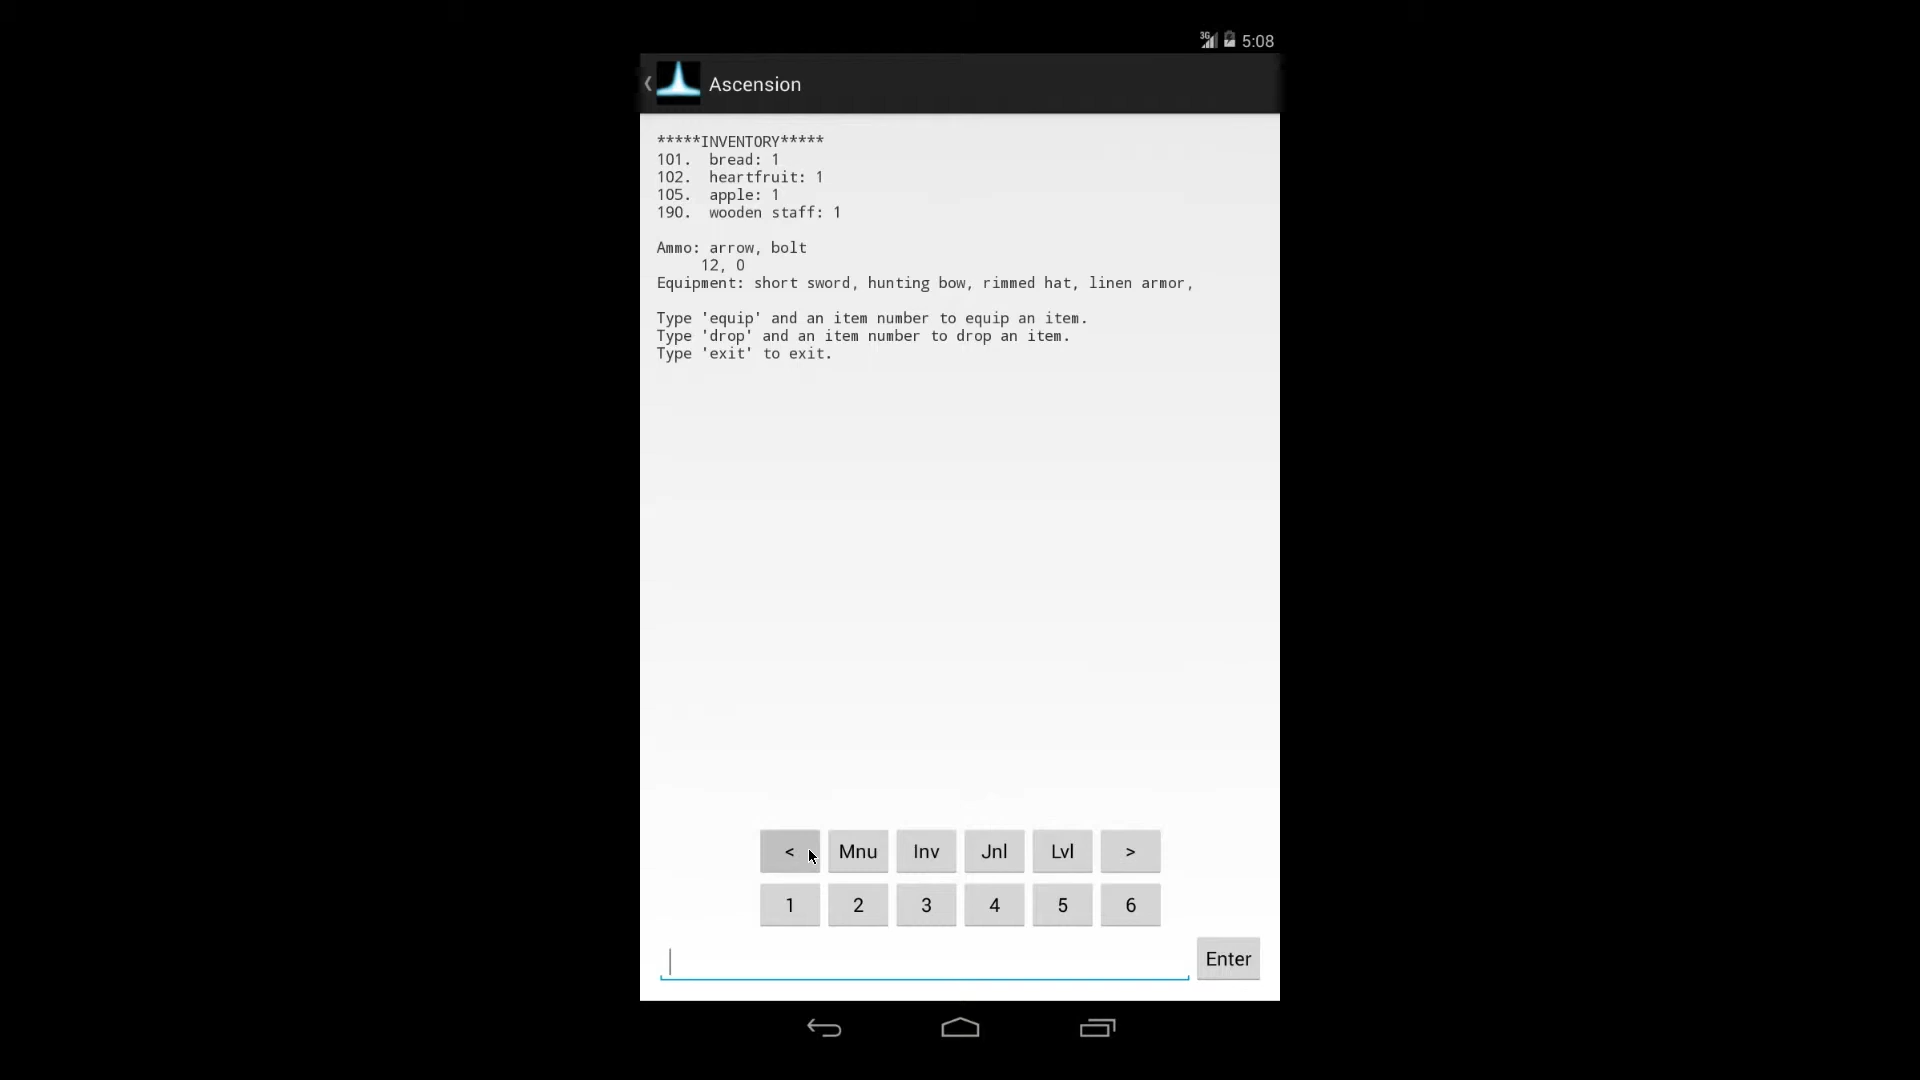 3G 5:08
Ascension
*****INVENTORY*****
101.  bread: 1
102.  heartfruit: 1
105.  apple: 1
190.  wooden staff: 1
Ammo: arrow, bolt
12, 0
Equipment: short sword, hunting bow, rimmed hat, linen armor,
Type 'equip' and an item number to equip an item.
Type 'drop' and an item number to drop an item.
Type 'exit' to exit.
< Mnu Inv Jnl Lvl >
1 2 3 4 5 6
Enter